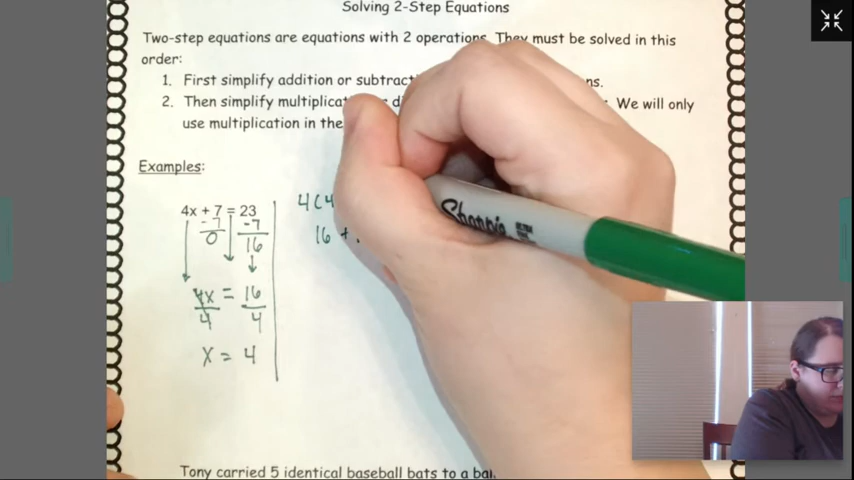 Solving 2-Step Equations
Two-step equations are equations with 2 operations. They must be solved in this
order:
1. First simplify addition or subtract
ns.
2. Then simplify multiplicat
We will only
use multiplication in the
Examples:
4x + 7 = 23
-7 -7
0 16
4x = 16
4 4
x = 4
4(4
16 +
Sharpie
Tony carried 5 identical baseball bats to a bal